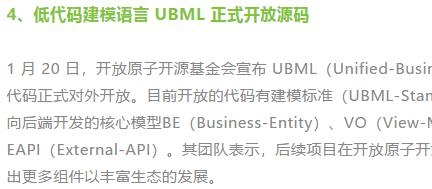 4、低代码建模语言 UBML 正式开放源码
1 月 20 日，开放原子开源基金会宣布 UBML（Unified-Busin
代码正式对外开放。目前开放的代码有建模标准（UBML-Stan
向后端开发的核心模型BE（Business-Entity）、VO（View-M
EAPI（External-API）。其团队表示，后续项目在开放原子开
出更多组件以丰富生态的发展。